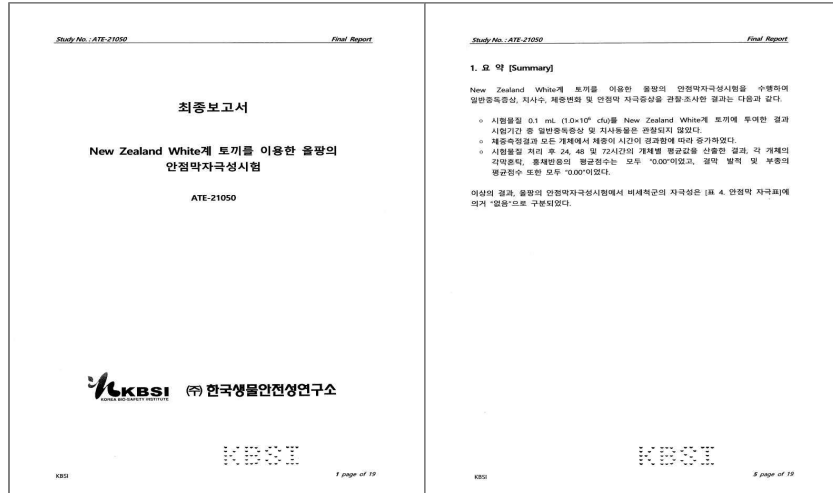 Study No. : ATE-21050
Final Report
최종보고서
New Zealand White계 토끼를 이용한 올팡의
안점막자극성시험
ATE-21050
KBSI
KOREA BIO-SAFETY INSTITUTE
㈜ 한국생물안전성연구소
KBSI
KBSI
1 page of 19
Study No. : ATE-21050
Final Report
1. 요 약 [Summary]
New Zealand White계 토끼를 이용한 올팡의 안점막자극성시험을 수행하여
일반중독증상, 치사수, 체중변화 및 안점막 자극증상을 관찰·조사한 결과는 다음과 같다.
○ 시험물질 0.1 mL (1.0×10⁶ cfu)를 New Zealand White계 토끼에 투여한 결과
시험기간 중 일반중독증상 및 치사동물은 관찰되지 않았다.
○ 체중측정결과 모든 개체에서 체중이 시간이 경과함에 따라 증가하였다.
○ 시험물질 처리 후 24, 48 및 72시간의 개체별 평균값을 산출한 결과, 각 개체의
각막혼탁, 홍채반응의 평균점수는 모두 "0.00"이었고, 결막 발적 및 부종의
평균점수 또한 모두 "0.00"이었다.
이상의 결과, 올팡의 안점막자극성시험에서 비세척군의 자극성은 [표 4. 안점막 자극표]에
의거 "없음"으로 구분되었다.
KBSI
KBSI
5 page of 19